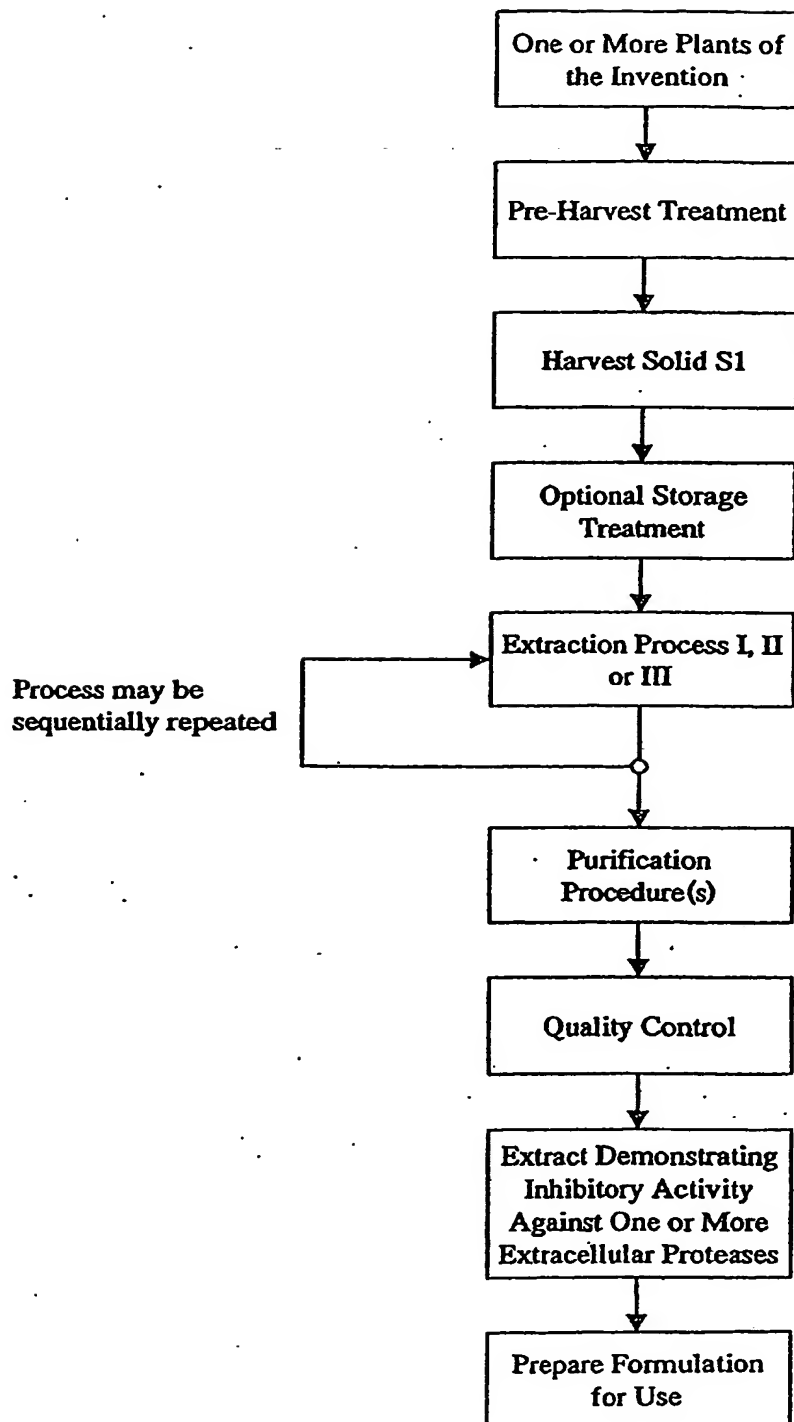 One or More Plants of
the Invention
Pre-Harvest Treatment
Harvest Solid S1
Optional Storage
Treatment
Extraction Process I, II
or III
Process may be
sequentially repeated
Purification
Procedure(s)
Quality Control
Extract Demonstrating
Inhibitory Activity
Against One or More
Extracellular Proteases
Prepare Formulation
for Use